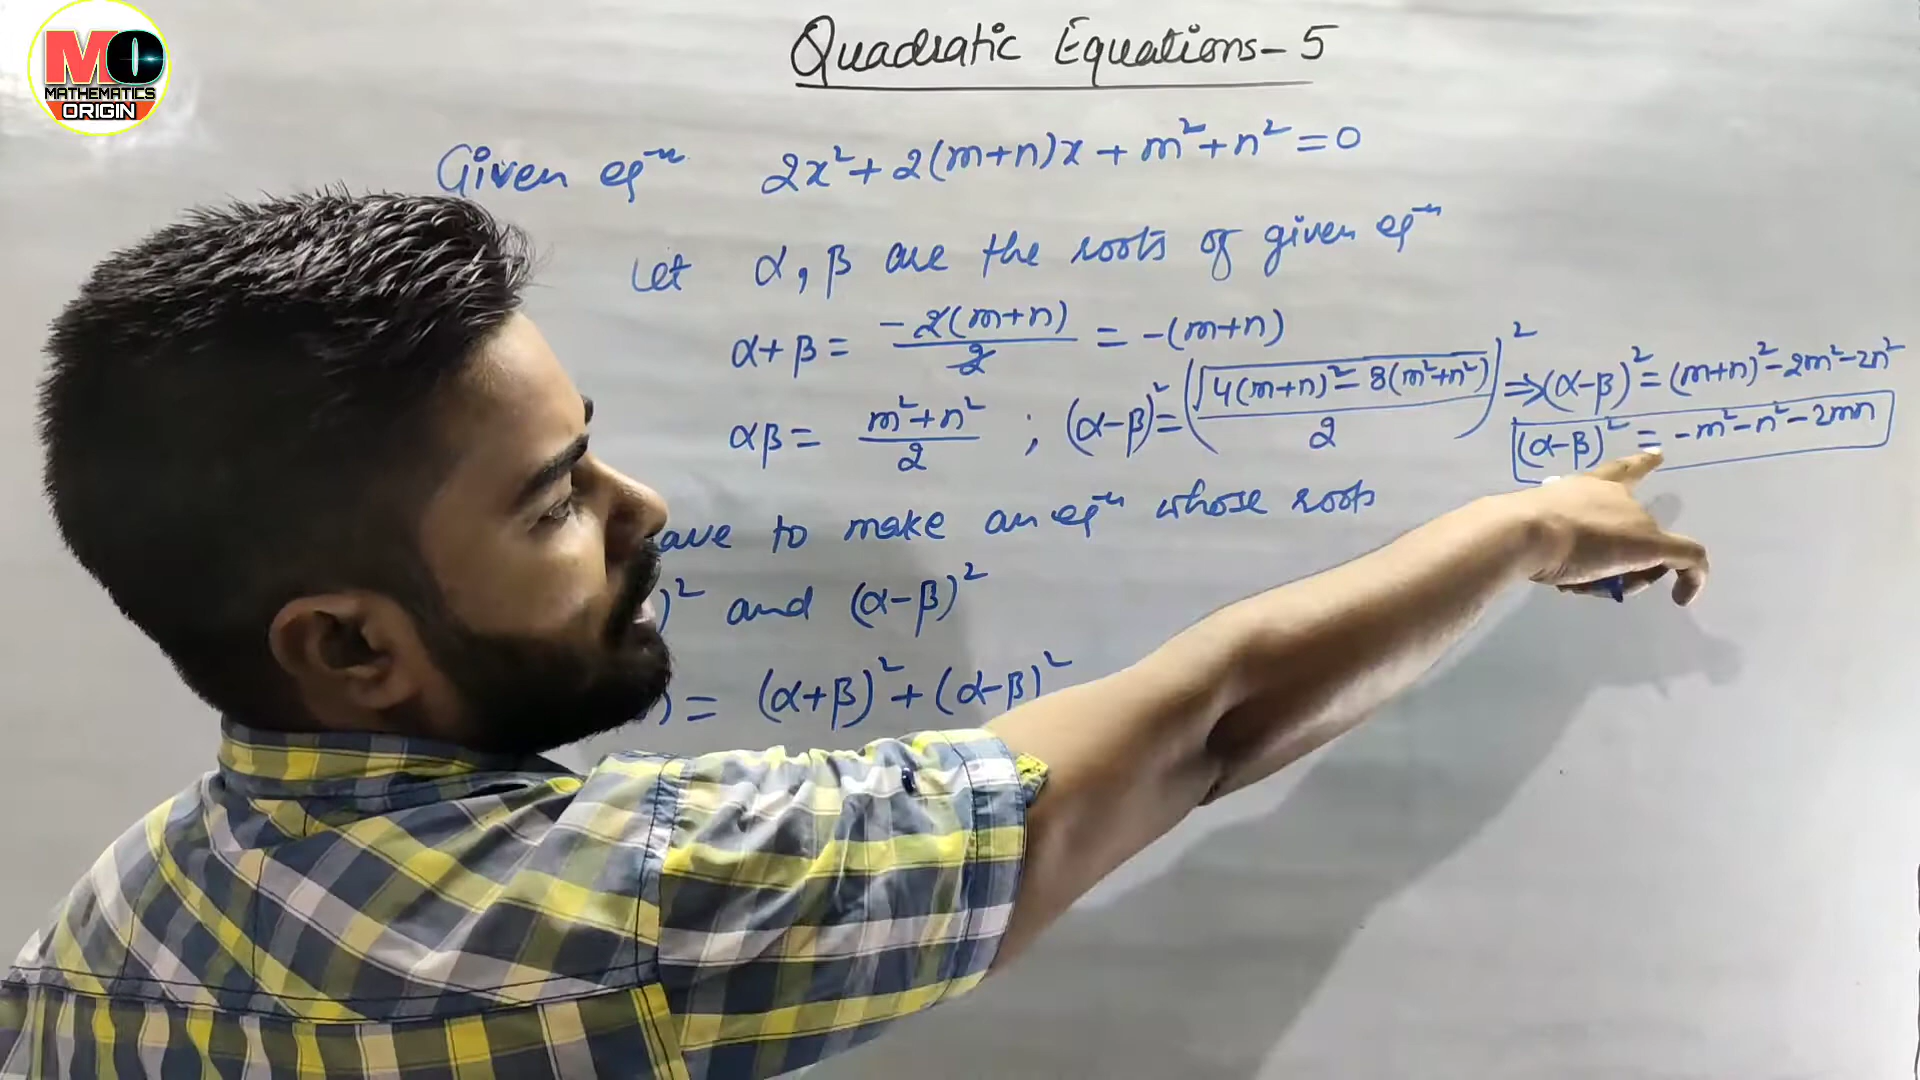 MO
MATHEMATICS
ORIGIN
Quadratic Equations-5
Given eqⁿ 2x²+2(m+n)x+m²+n²=0
Let α, β are the roots of given eqⁿ
α+β = -2(m+n)/2 = -(m+n)
αβ = (m²+n²)/2 ; (α-β)² = (√(4(m+n)²-8(m²+n²))/2)² ⇒ (α-β)² = (m+n)²-2m²-2n²
(α-β)² = -m²-n²-2mn
ave to make an eqⁿ whose roots
)² and (α-β)²
) = (α+β)²+(α-β)²